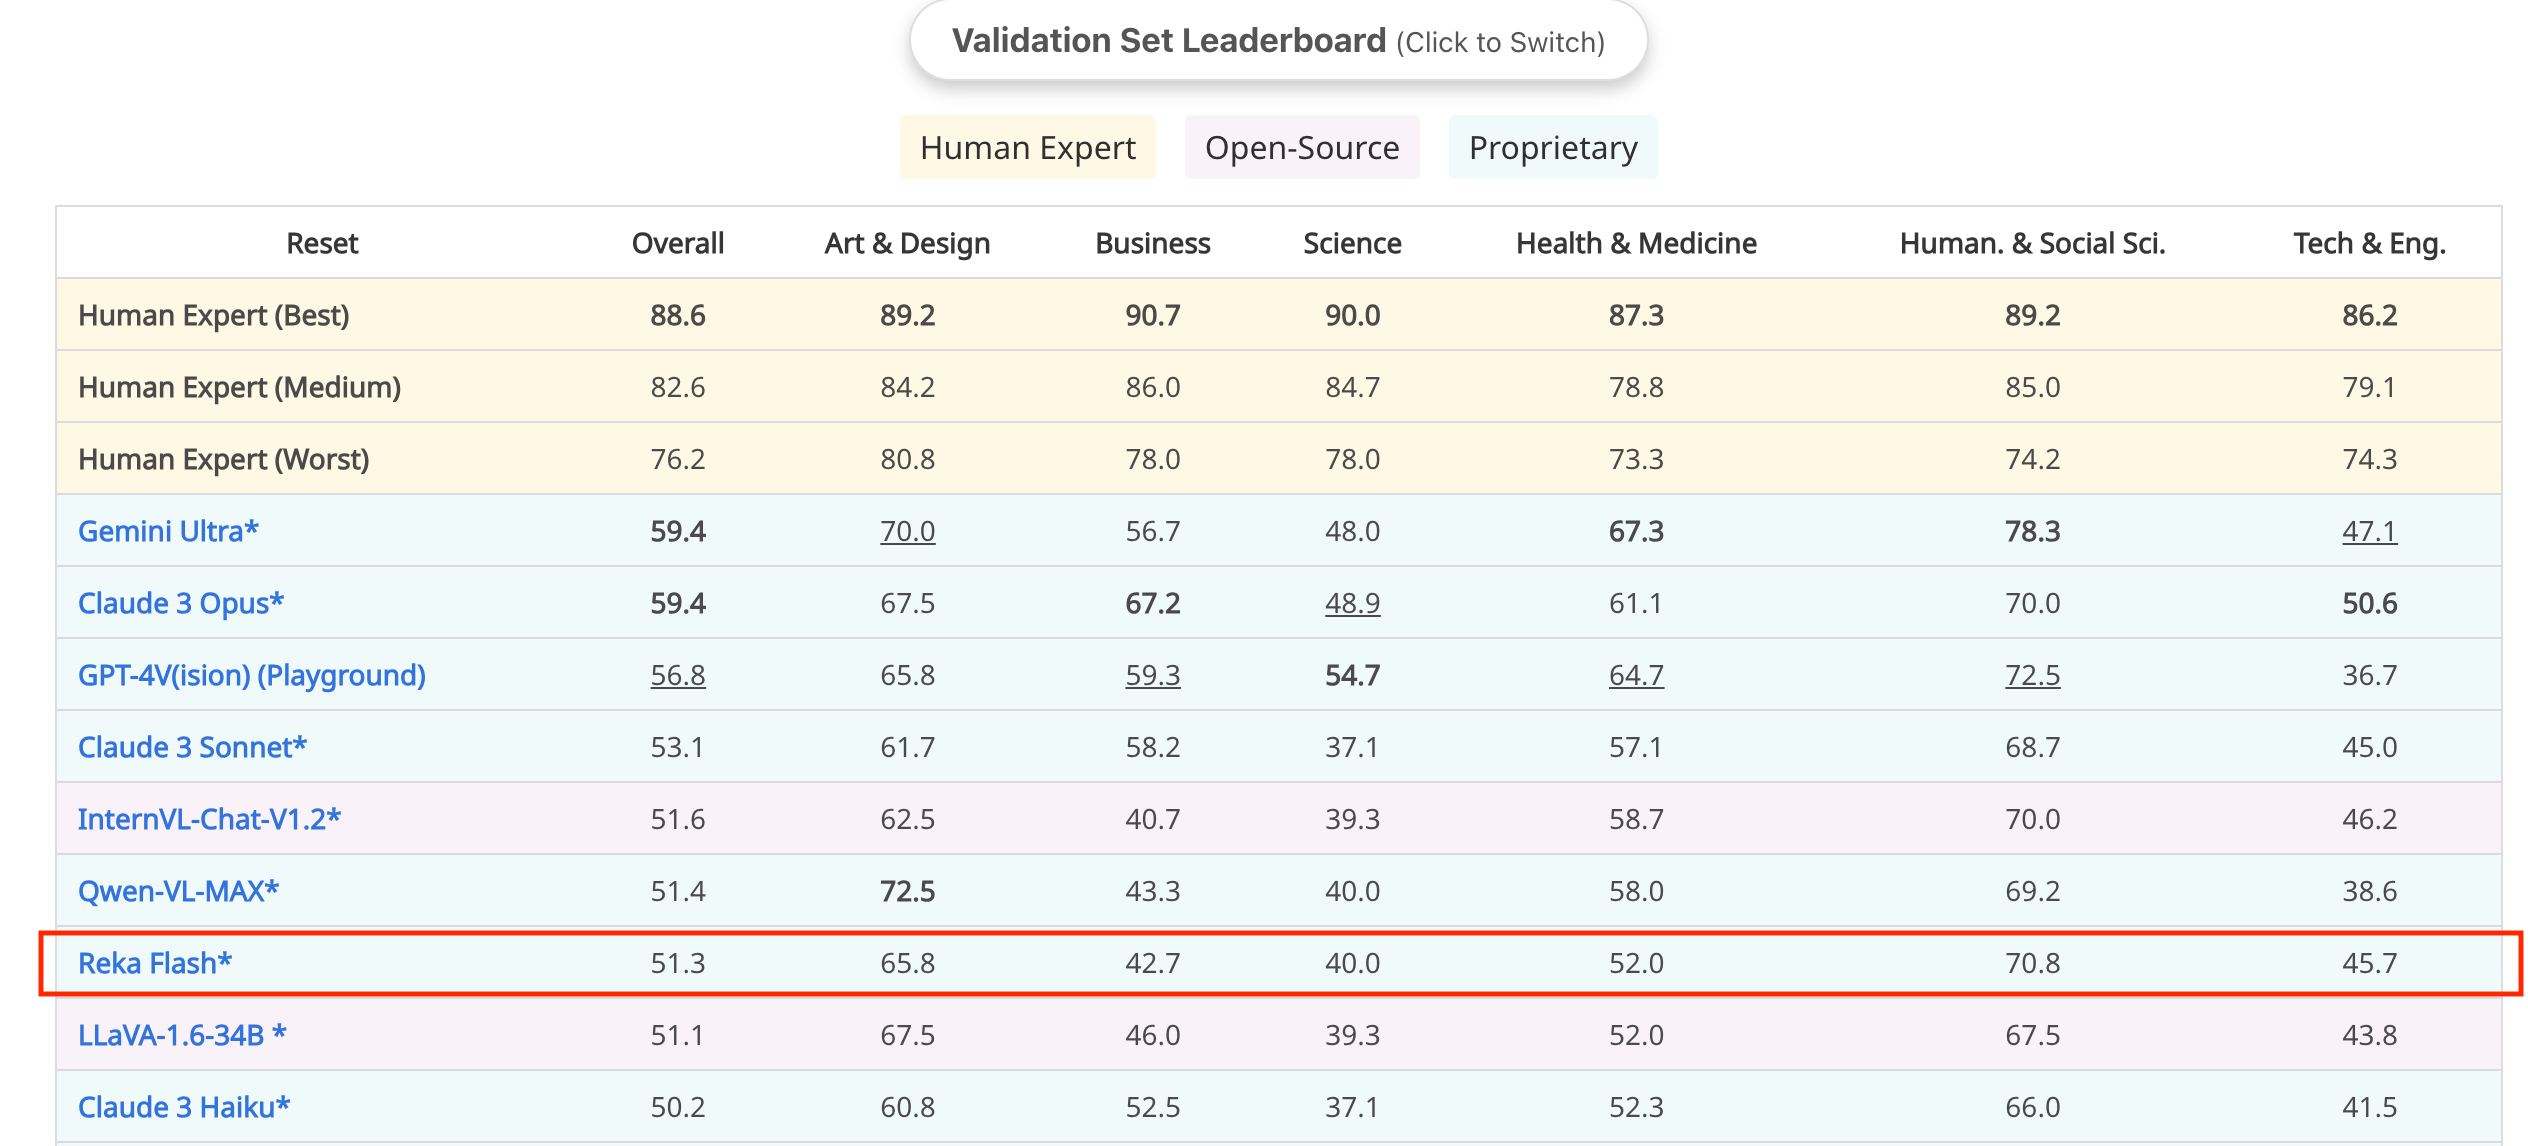 Validation Set Leaderboard (Click to Switch)
Human Expert Open-Source Proprietary
Reset Overall Art & Design Business Science Health & Medicine Human. & Social Sci. Tech & Eng.
Human Expert (Best) 88.6 89.2 90.7 90.0 87.3 89.2 86.2
Human Expert (Medium) 82.6 84.2 86.0 84.7 78.8 85.0 79.1
Human Expert (Worst) 76.2 80.8 78.0 78.0 73.3 74.2 74.3
Gemini Ultra* 59.4 70.0 56.7 48.0 67.3 78.3 47.1
Claude 3 Opus* 59.4 67.5 67.2 48.9 61.1 70.0 50.6
GPT-4V(ision) (Playground) 56.8 65.8 59.3 54.7 64.7 72.5 36.7
Claude 3 Sonnet* 53.1 61.7 58.2 37.1 57.1 68.7 45.0
InternVL-Chat-V1.2* 51.6 62.5 40.7 39.3 58.7 70.0 46.2
Qwen-VL-MAX* 51.4 72.5 43.3 40.0 58.0 69.2 38.6
Reka Flash* 51.3 65.8 42.7 40.0 52.0 70.8 45.7
LLaVA-1.6-34B * 51.1 67.5 46.0 39.3 52.0 67.5 43.8
Claude 3 Haiku* 50.2 60.8 52.5 37.1 52.3 66.0 41.5